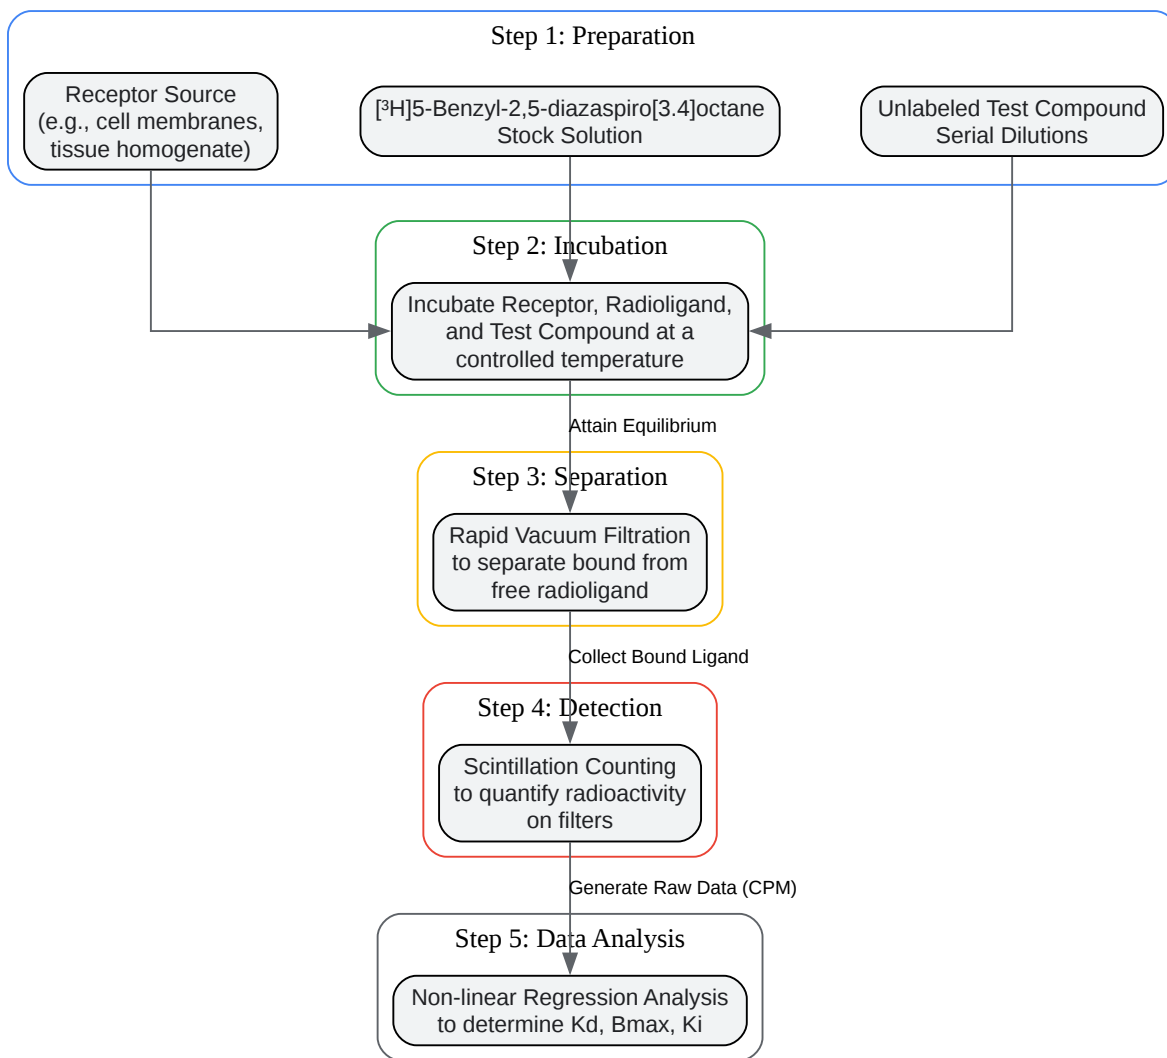 Step 1: Preparation
Receptor Source
(e.g., cell membranes,
tissue homogenate)
[³H]5-Benzyl-2,5-diazaspiro[3.4]octane
Stock Solution
Unlabeled Test Compound
Serial Dilutions
Step 2: Incubation
Incubate Receptor, Radioligand,
and Test Compound at a
controlled temperature
Attain Equilibrium
Step 3: Separation
Rapid Vacuum Filtration
to separate bound from
free radioligand
Collect Bound Ligand
Step 4: Detection
Scintillation Counting
to quantify radioactivity
on filters
Generate Raw Data (CPM)
Step 5: Data Analysis
Non-linear Regression Analysis
to determine Kd, Bmax, Ki